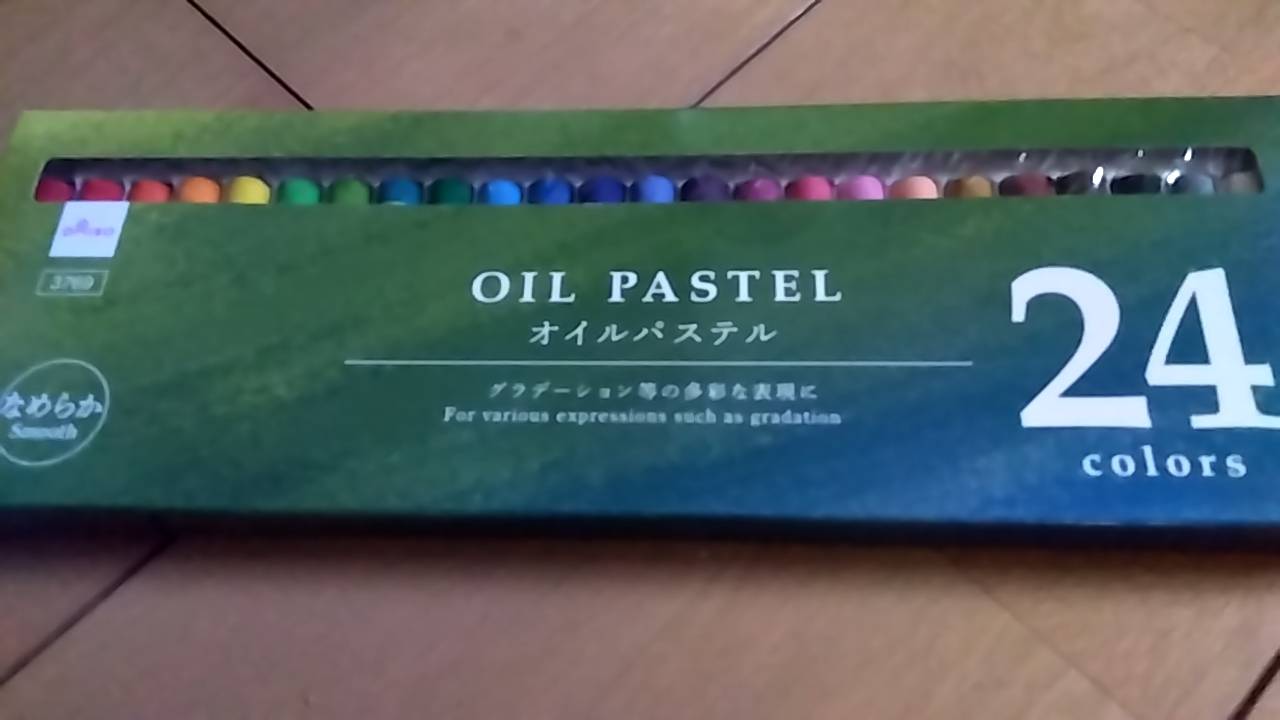 3769
OIL PASTEL
オイルパステル
グラデーション等の多彩な表現に
For various expressions such as gradation
なめらか
Smooth
24
colors